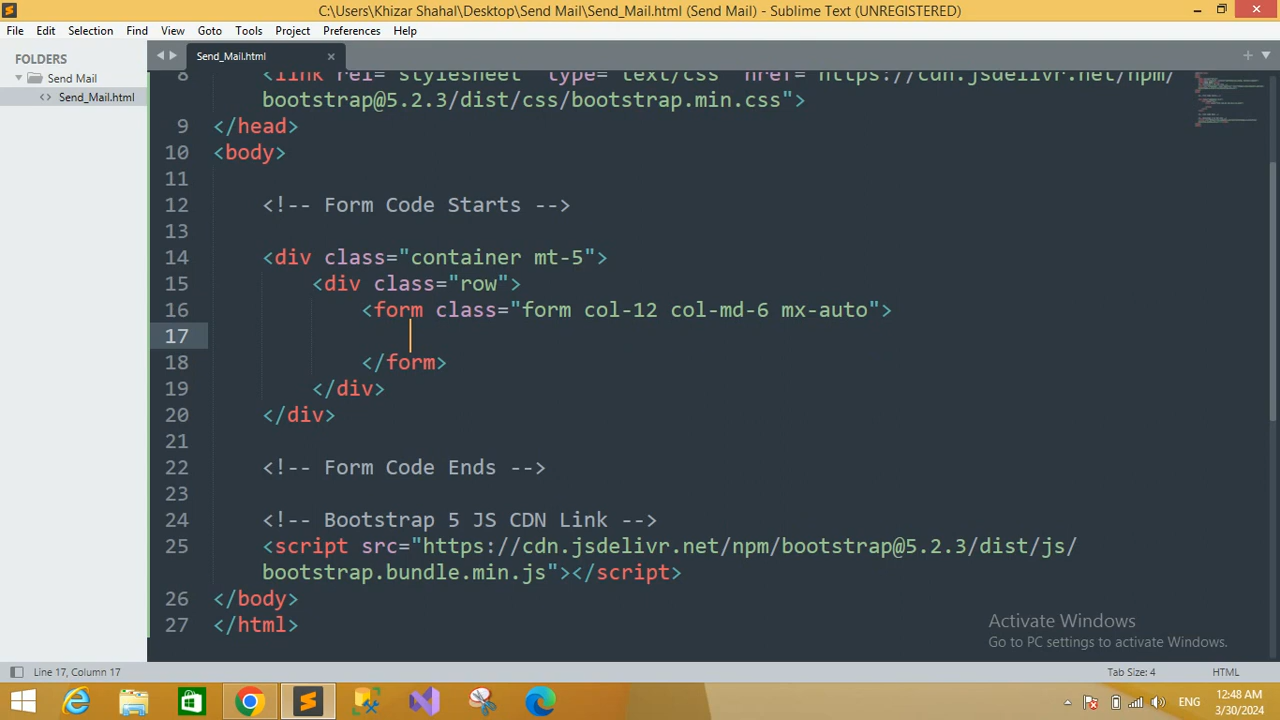 C:\Users\Khizar Shahal\Desktop\Send Mail\Send_Mail.html (Send Mail) - Sublime Text (UNREGISTERED)
File Edit Selection Find View Goto Tools Project Preferences Help
FOLDERS
Send Mail
<> Send_Mail.html
Send_Mail.html
8 <link rel="stylesheet" type="text/css" href="https://cdn.jsdelivr.net/npm/
bootstrap@5.2.3/dist/css/bootstrap.min.css">
9 </head>
10 <body>
11
12 <!-- Form Code Starts -->
13
14 <div class="container mt-5">
15 <div class="row">
16 <form class="form col-12 col-md-6 mx-auto">
17
18 </form>
19 </div>
20 </div>
21
22 <!-- Form Code Ends -->
23
24 <!-- Bootstrap 5 JS CDN Link -->
25 <script src="https://cdn.jsdelivr.net/npm/bootstrap@5.2.3/dist/js/
bootstrap.bundle.min.js"></script>
26 </body>
27 </html>
Activate Windows
Go to PC settings to activate Windows.
Line 17, Column 17
Tab Size: 4
HTML
ENG
12:48 AM
3/30/2024